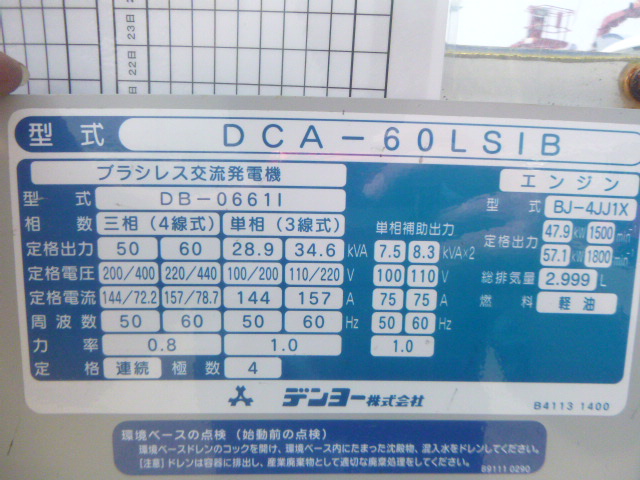 23日
22日
型式 DCA-60LSIB
ブラシレス交流発電機 エンジン
型式 DB-0661I 型式 BJ-4JJ1X
相数 三相(4線式) 単相(3線式) 単相補助出力
定格出力 50 60 28.9 34.6 kVA 7.5 8.3 kVA×2 定格出力 47.9 kW 1500 min⁻¹ 57.1 kW 1800 min⁻¹
定格電圧 200/400 220/440 100/200 110/220 V 100 110 V 総排気量 2.999 L
定格電流 144/72.2 157/78.7 144 157 A 75 75 A 燃料 軽油
周波数 50 60 50 60 Hz 50 60 Hz
力率 0.8 1.0 1.0
定格 連続 極数 4
デンヨー株式会社
B4113 1400
環境ベースの点検(始動前の点検)
環境ベースドレンのコックを開け、環境ベース内にたまった沈殿物、混入水をドレンしてください。
[注意]ドレンは容器に排出し、産業廃棄物として適切な廃棄処理をしてください。
B9111 0290